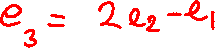 e₃ = 2e₂ - e₁